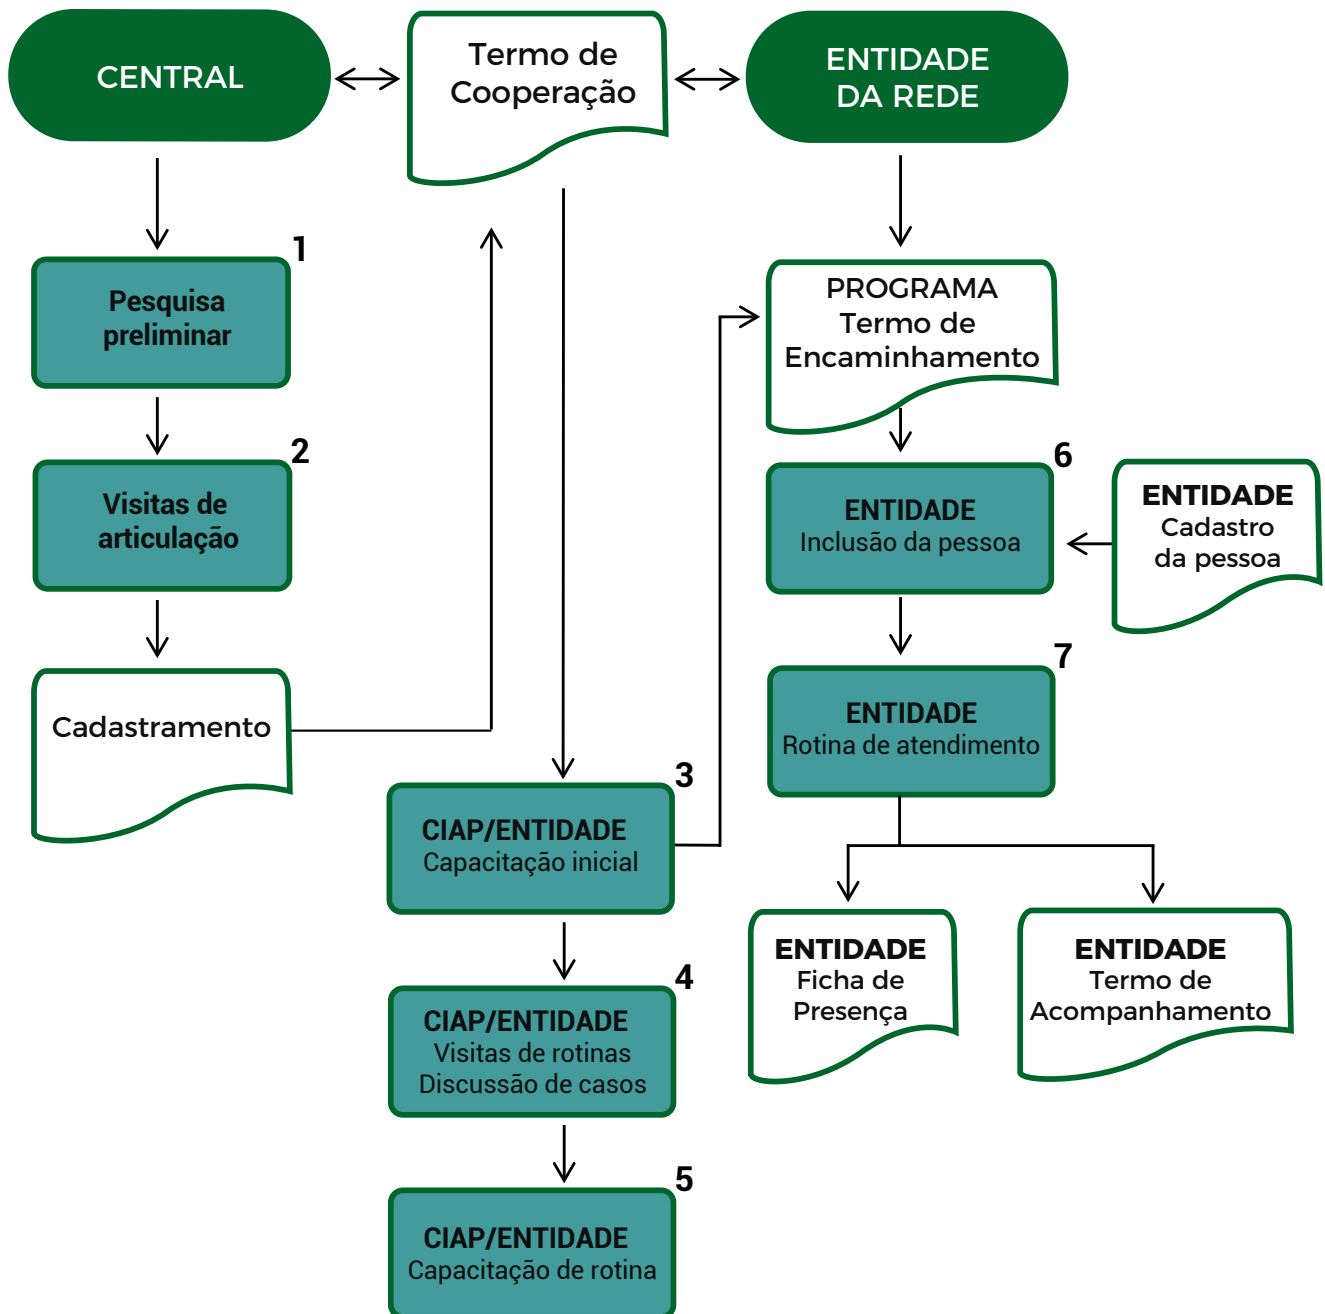 CENTRAL
Termo de
Cooperação
ENTIDADE
DA REDE
1
Pesquisa
preliminar
2
Visitas de
articulação
Cadastramento
3
CIAP/ENTIDADE
Capacitação inicial
4
CIAP/ENTIDADE
Visitas de rotinas
Discussão de casos
5
CIAP/ENTIDADE
Capacitação de rotina
PROGRAMA
Termo de
Encaminhamento
6
ENTIDADE
Inclusão da pessoa
ENTIDADE
Cadastro
da pessoa
7
ENTIDADE
Rotina de atendimento
ENTIDADE
Ficha de
Presença
ENTIDADE
Termo de
Acompanhamento